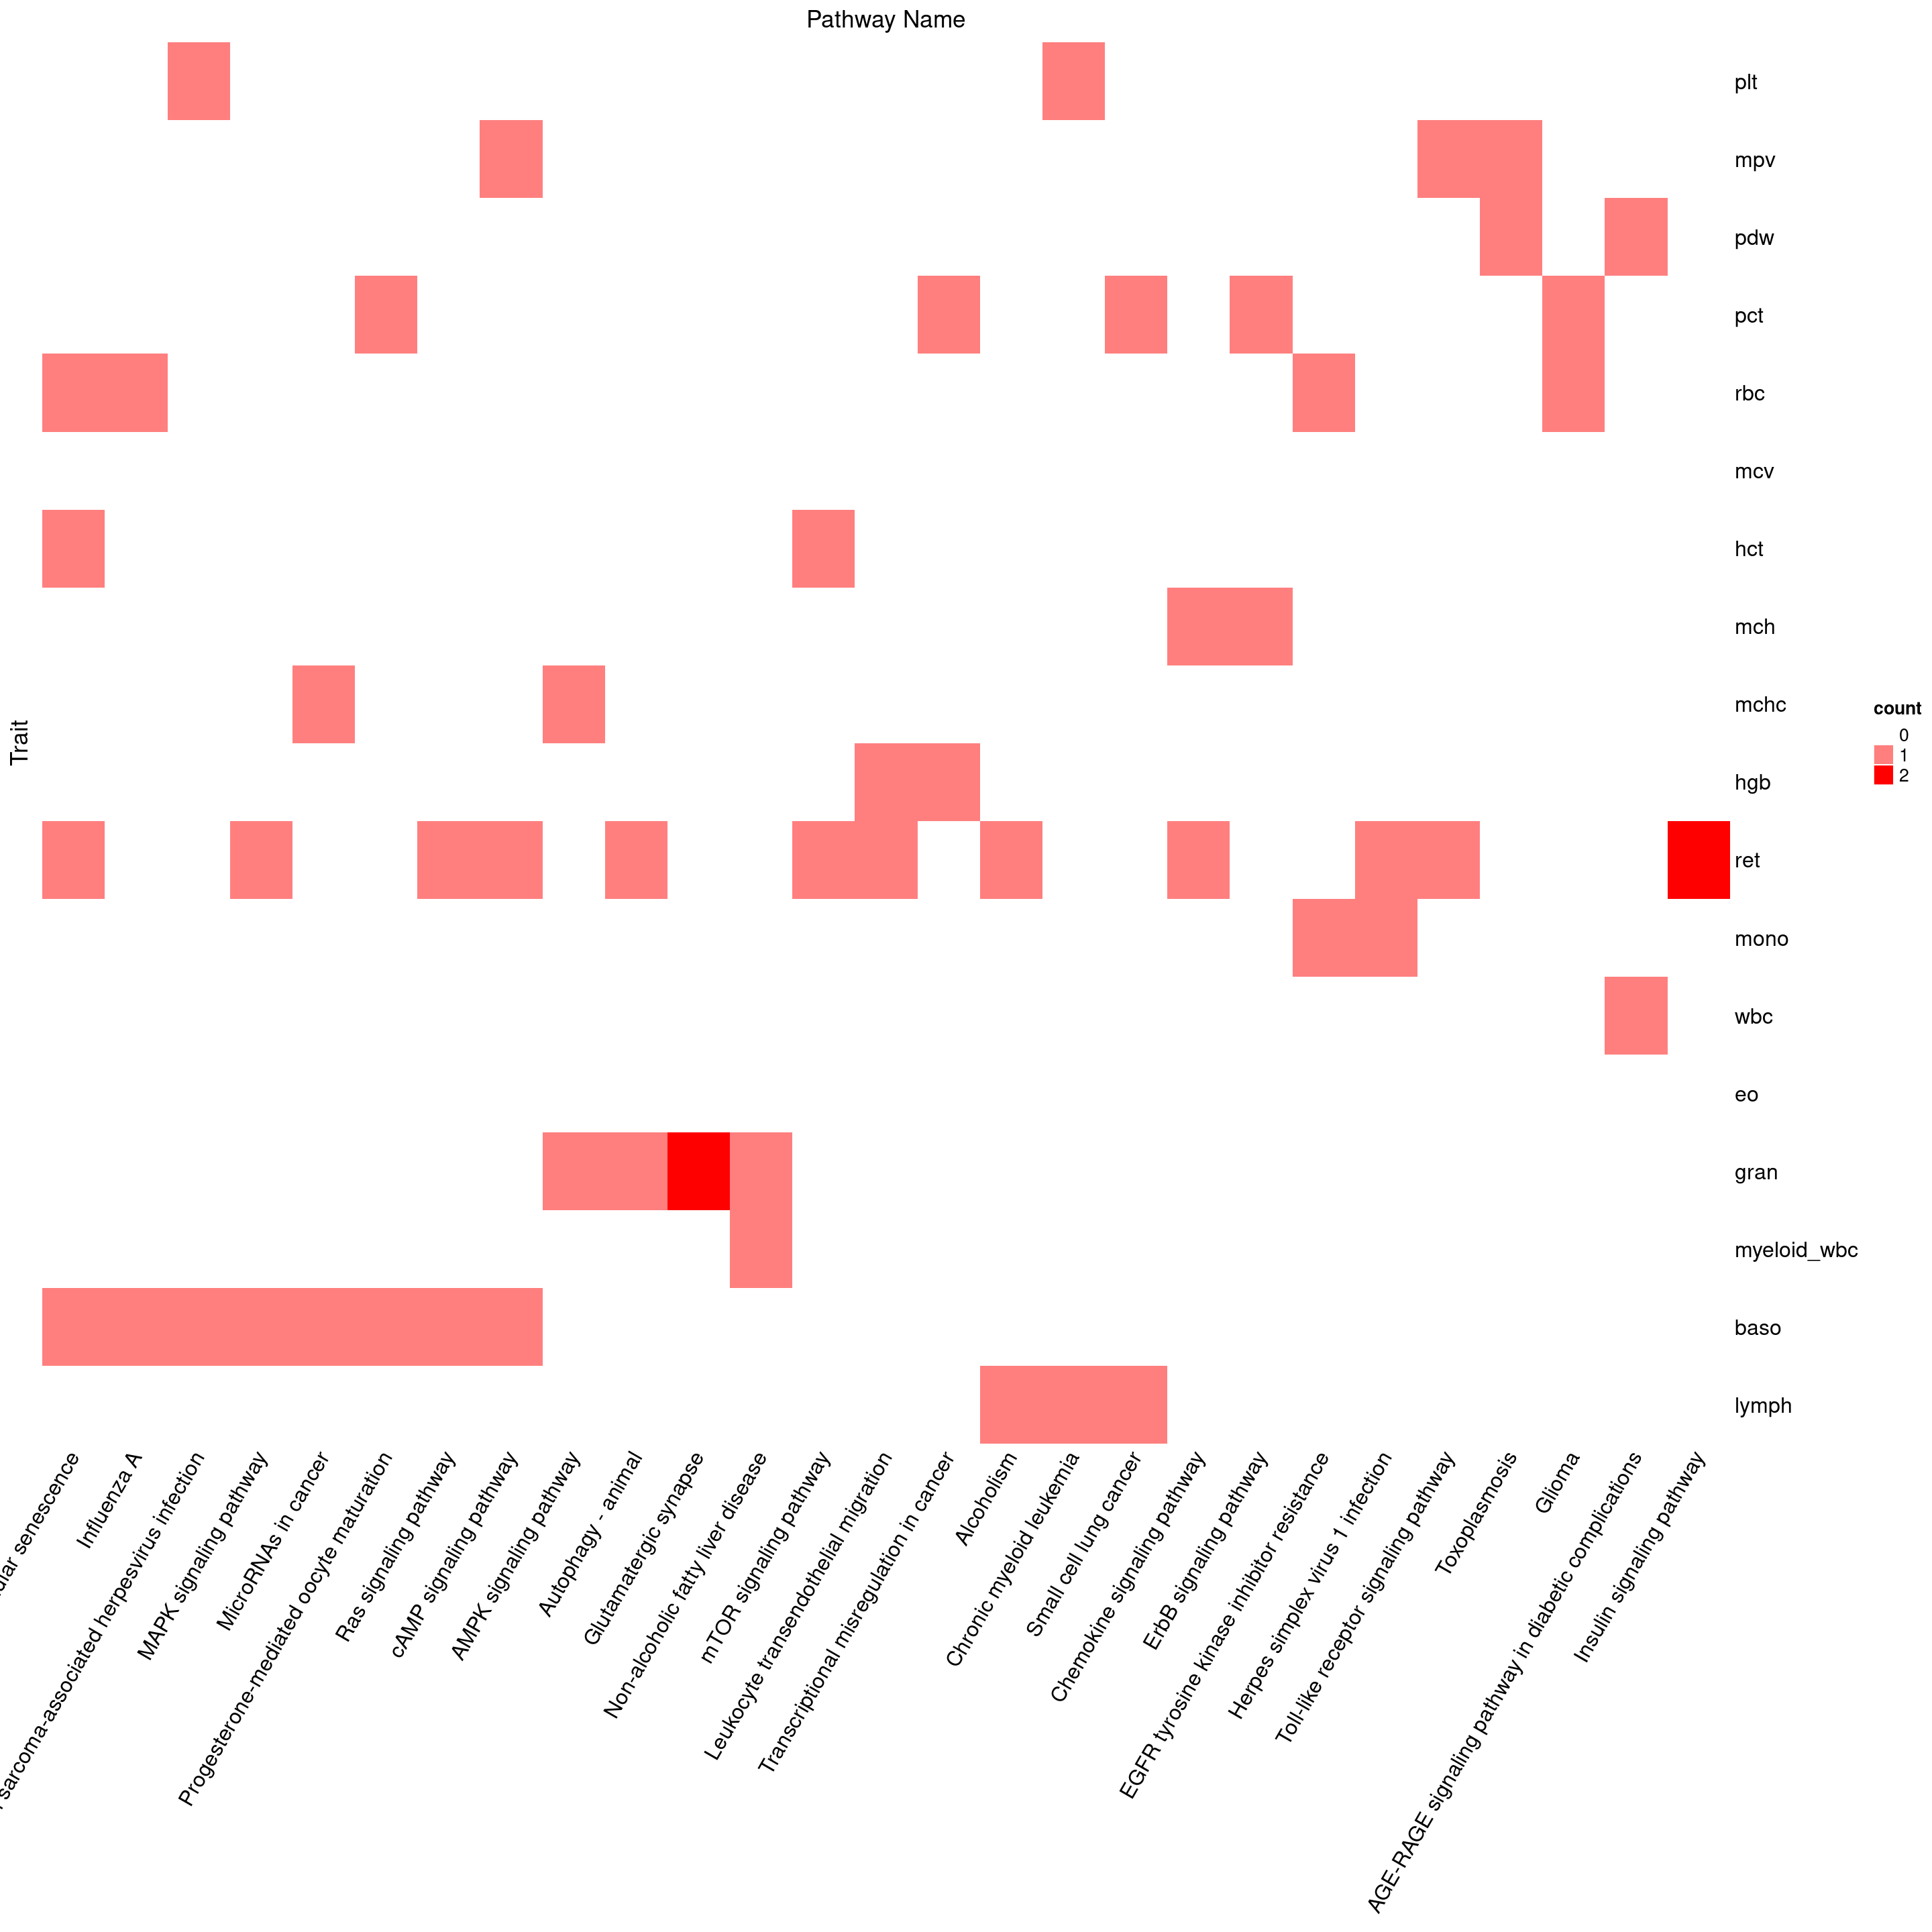 Pathway Name
plt
mpv
pdw
pct
rbc
mcv
hct
mch
mchc
Trait
hgb
ret
mono
wbc
eo
gran
myeloid_wbc
baso
lymph
count
0
1
2
senescence
Influenza A
sarcoma-associated herpesvirus infection
MAPK signaling pathway
MicroRNAs in cancer
Progesterone-mediated oocyte maturation
Ras signaling pathway
cAMP signaling pathway
AMPK signaling pathway
Autophagy - animal
Glutamatergic synapse
Non-alcoholic fatty liver disease
mTOR signaling pathway
Leukocyte transendothelial migration
Transcriptional misregulation in cancer
Alcoholism
Chronic myeloid leukemia
Small cell lung cancer
Chemokine signaling pathway
ErbB signaling pathway
EGFR tyrosine kinase inhibitor resistance
Herpes simplex virus 1 infection
Toll-like receptor signaling pathway
Toxoplasmosis
Glioma
AGE-RAGE signaling pathway in diabetic complications
Insulin signaling pathway